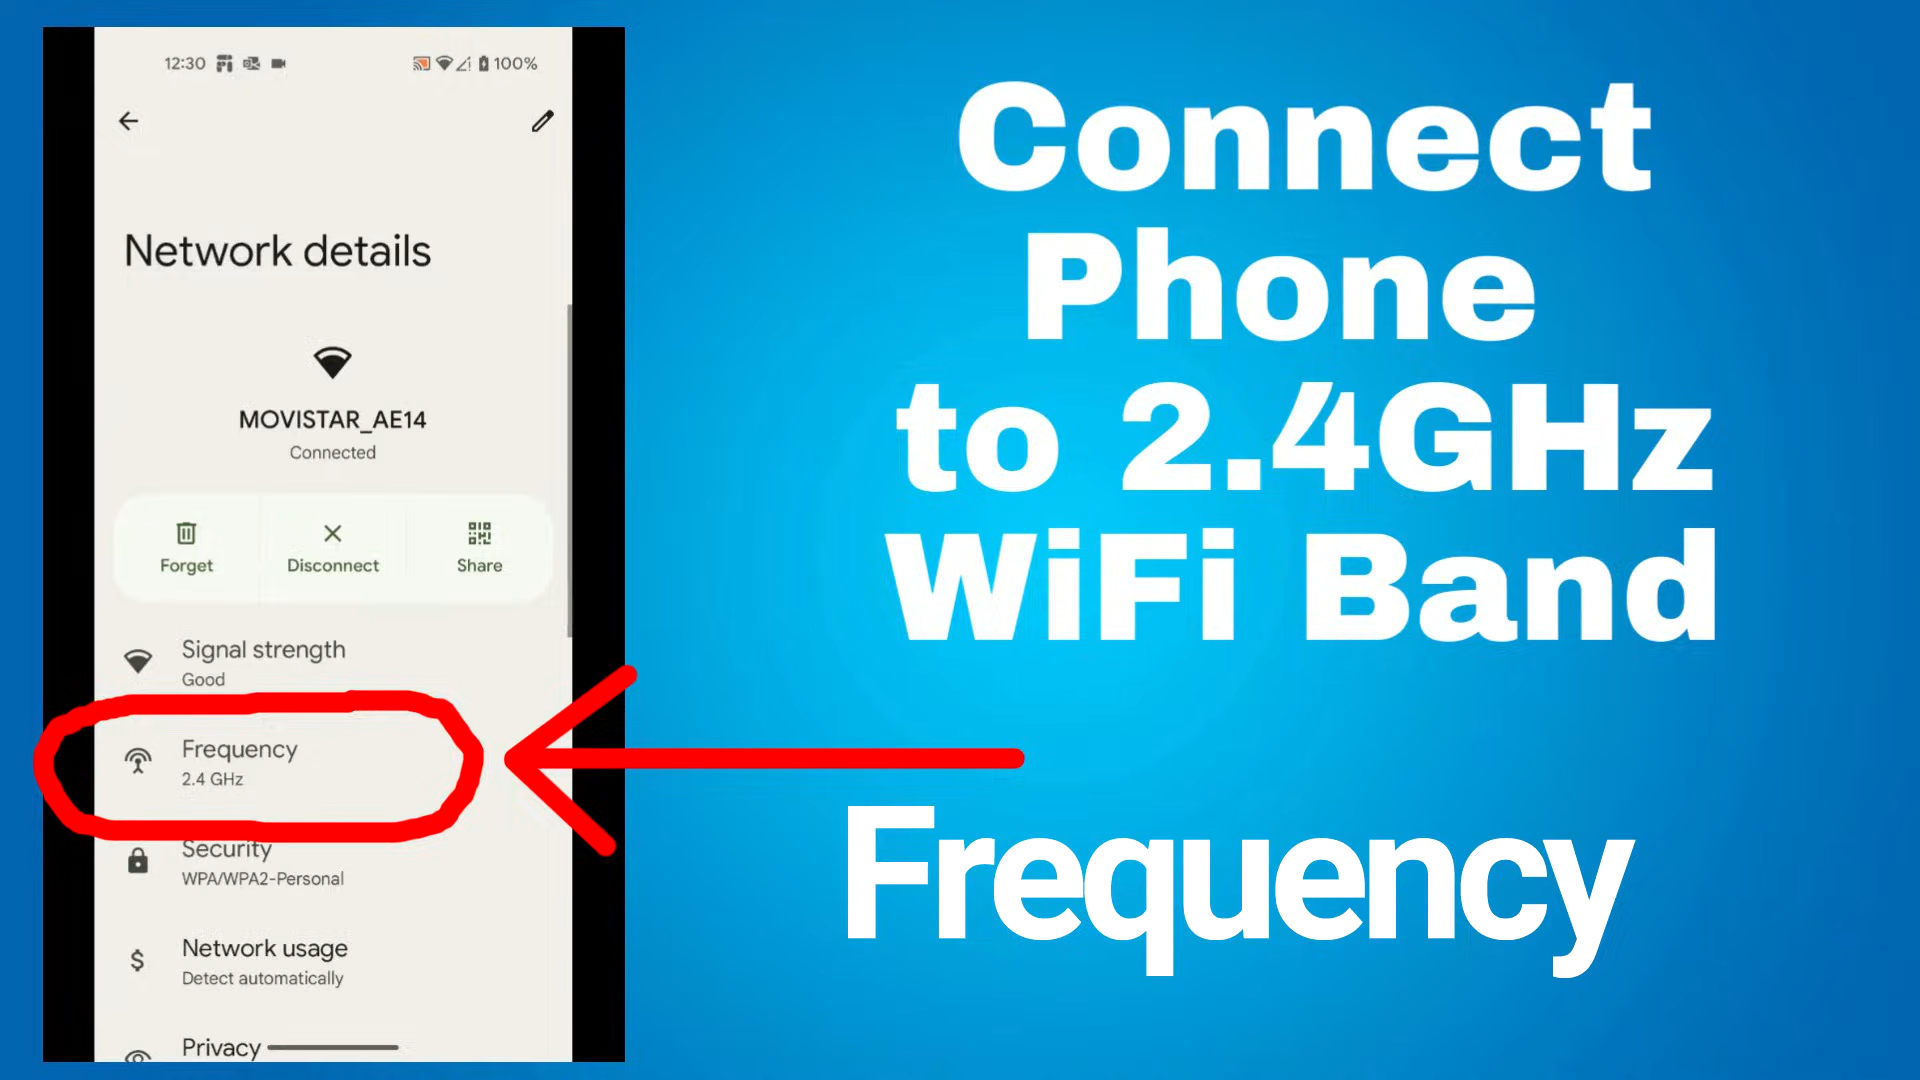 12:30
100%
Network details
MOVISTAR_AE14
Connected
Forget
Disconnect
Share
Signal strength
Good
Frequency
2.4 GHz
Security
WPA/WPA2-Personal
Network usage
Detect automatically
Privacy
Connect
Phone
to 2.4GHz
WiFi Band
Frequency